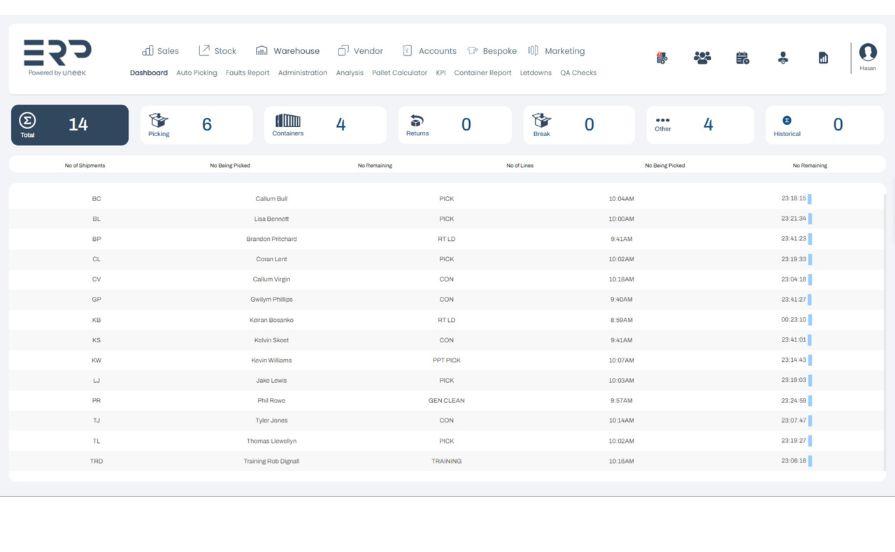 ERP
Powered by uneek
Sales Stock Warehouse Vendor Accounts Bespoke Marketing
Dashboard Auto Picking Faults Report Administration Analysis Pallet Calculator KPI Container Report Letdowns QA Checks
Hasan
Total 14
Picking 6
Containers 4
Returns 0
Break 0
Other 4
Historical 0
No of Shipments No Being Picked No Remaining No of Lines No Being Picked No Remaining
BC Callum Bull PICK 10:04AM 23:18:15
BL Lisa Bennett PICK 10:00AM 23:21:34
BP Brandon Pritchard RT LD 9:41AM 23:41:23
CL Coran Lent PICK 10:02AM 23:19:33
CV Callum Virgin CON 10:18AM 23:04:18
GP Gwilym Phillips CON 9:40AM 23:41:27
KB Keiran Bosanko RT LD 8:59AM 00:23:10
KS Kelvin Skeet CON 9:41AM 23:41:01
KW Kevin Williams PPT PICK 10:07AM 23:14:43
LJ Jake Lewis PICK 10:03AM 23:18:03
PR Phil Rowe GEN CLEAN 9:57AM 23:24:59
TJ Tyler Jones CON 10:14AM 23:07:47
TL Thomas Llewellyn PICK 10:02AM 23:19:27
TRD Training Rob Dignall TRAINING 10:16AM 23:06:18